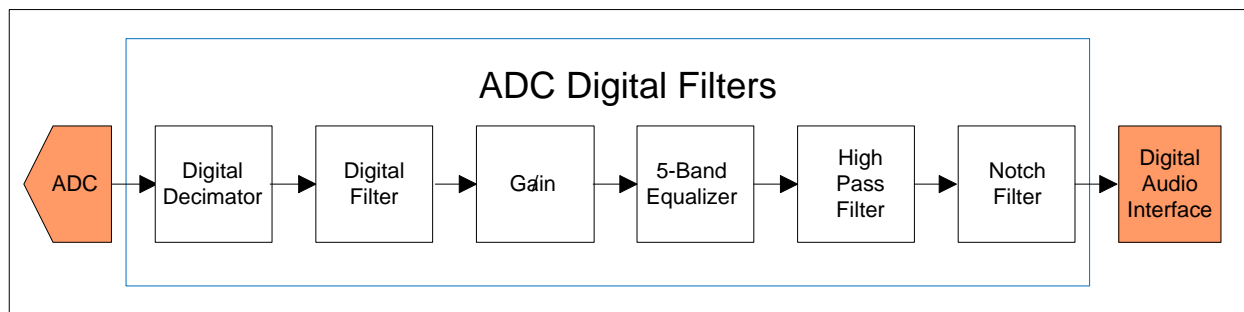 ADC Digital Filters
ADC
Digital
Decimator
Digital
Filter
Gain
5-Band
Equalizer
High
Pass
Filter
Notch
Filter
Digital
Audio
Interface